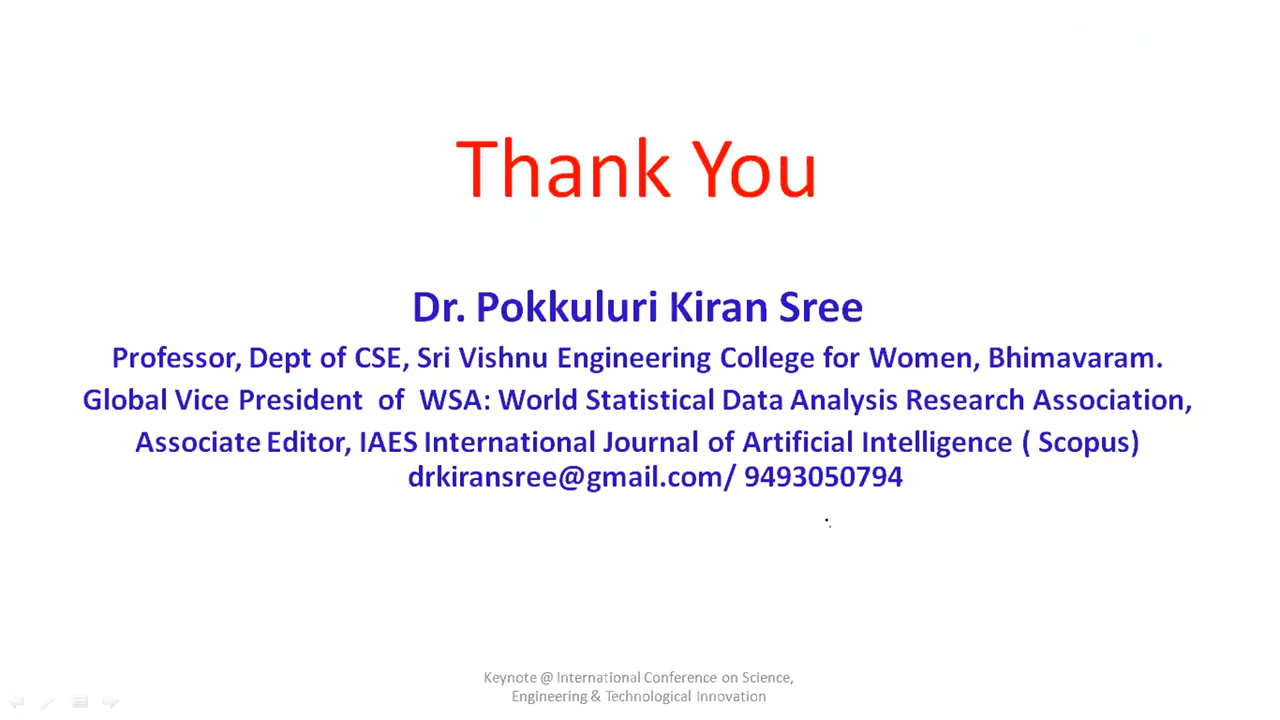 Thank You
Dr. Pokkuluri Kiran Sree
Professor, Dept of CSE, Sri Vishnu Engineering College for Women, Bhimavaram.
Global Vice President of WSA: World Statistical Data Analysis Research Association,
Associate Editor, IAES International Journal of Artificial Intelligence ( Scopus)
drkiransree@gmail.com/ 9493050794
Keynote @ International Conference on Science,
Engineering & Technological Innovation